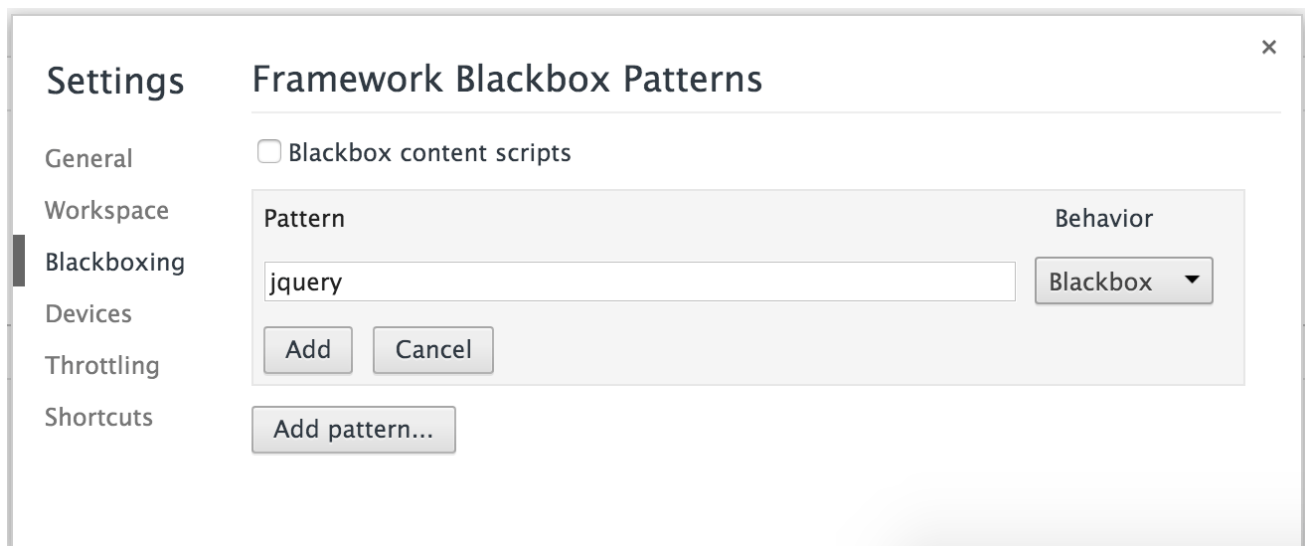 Settings
Framework Blackbox Patterns
General
Workspace
Blackboxing
Devices
Throttling
Shortcuts
Blackbox content scripts
Pattern
Behavior
jquery
Blackbox
Add
Cancel
Add pattern...